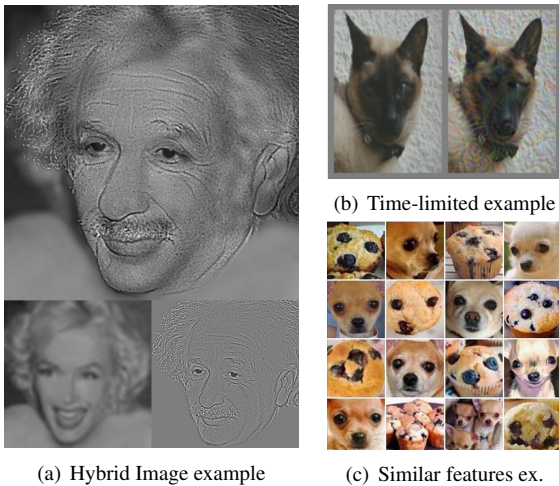 (b) Time-limited example
(a) Hybrid Image example
(c) Similar features ex.